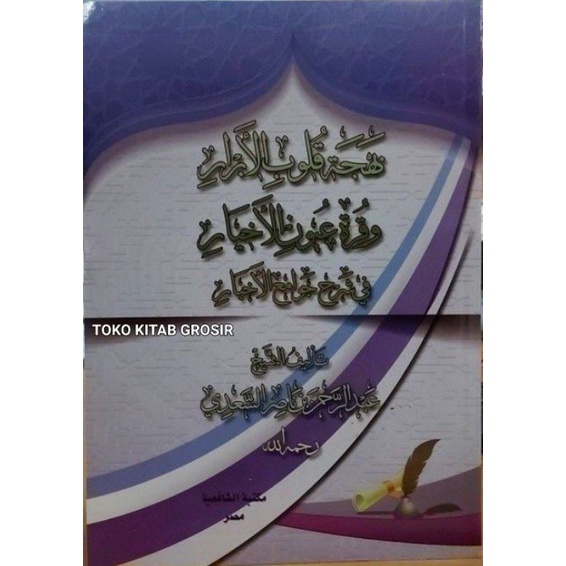 بهجة قلوب الأبرار
وقرة عيون الأخيار
في شرح جوامع الأخبار
TOKO KITAB GROSIR
تأليف الشيخ
عبد الرحمن بن ناصر السعدي
رحمه الله
مكتبة الشافعية
مصر